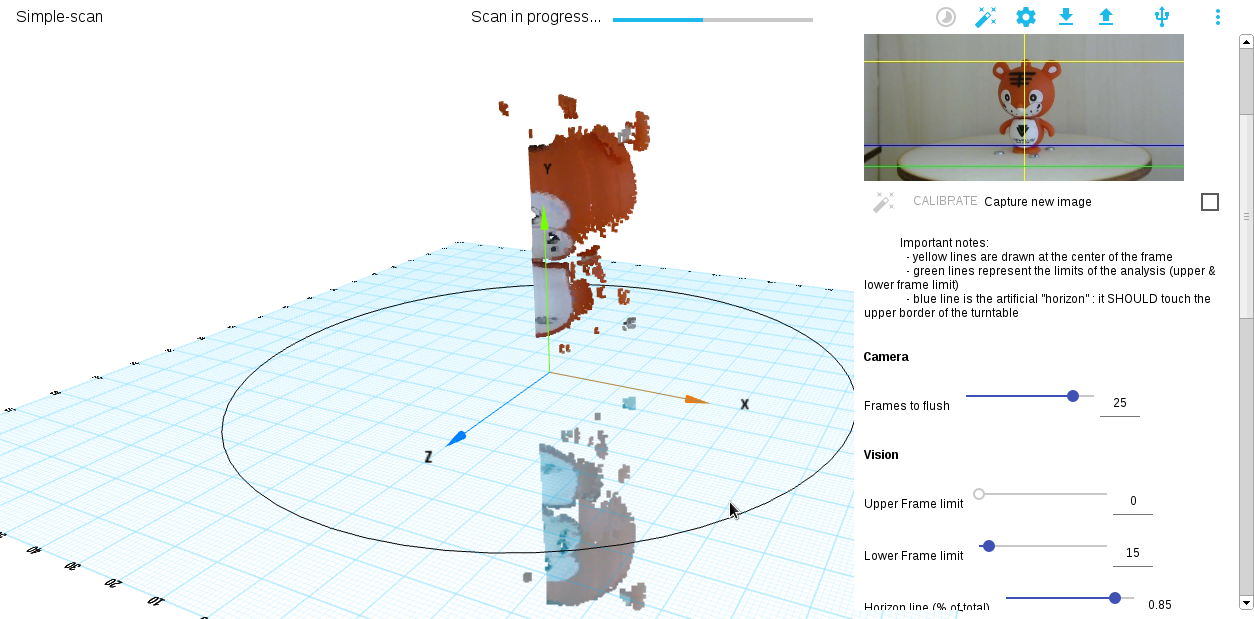 Simple-scan
Scan in progress...
CALIBRATE Capture new image
Important notes:
- yellow lines are drawn at the center of the frame
- green lines represent the limits of the analysis (upper &
lower frame limit)
- blue line is the artificial "horizon" : it SHOULD touch the
upper border of the turntable
Camera
Frames to flush 25
Vision
Upper Frame limit 0
Lower Frame limit 15
Horizon line (% of total) 0.85
Y
X
Z
40
30
20
10